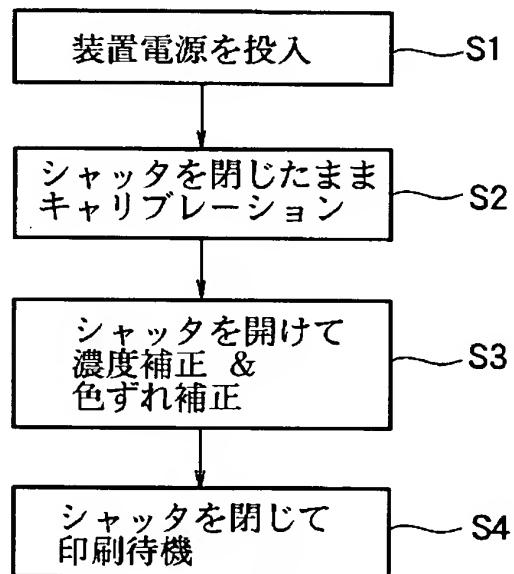 装置電源を投入
S1
シャッタを閉じたまま
キャリブレーション
S2
シャッタを開けて
濃度補正 &
色ずれ補正
S3
シャッタを閉じて
印刷待機
S4